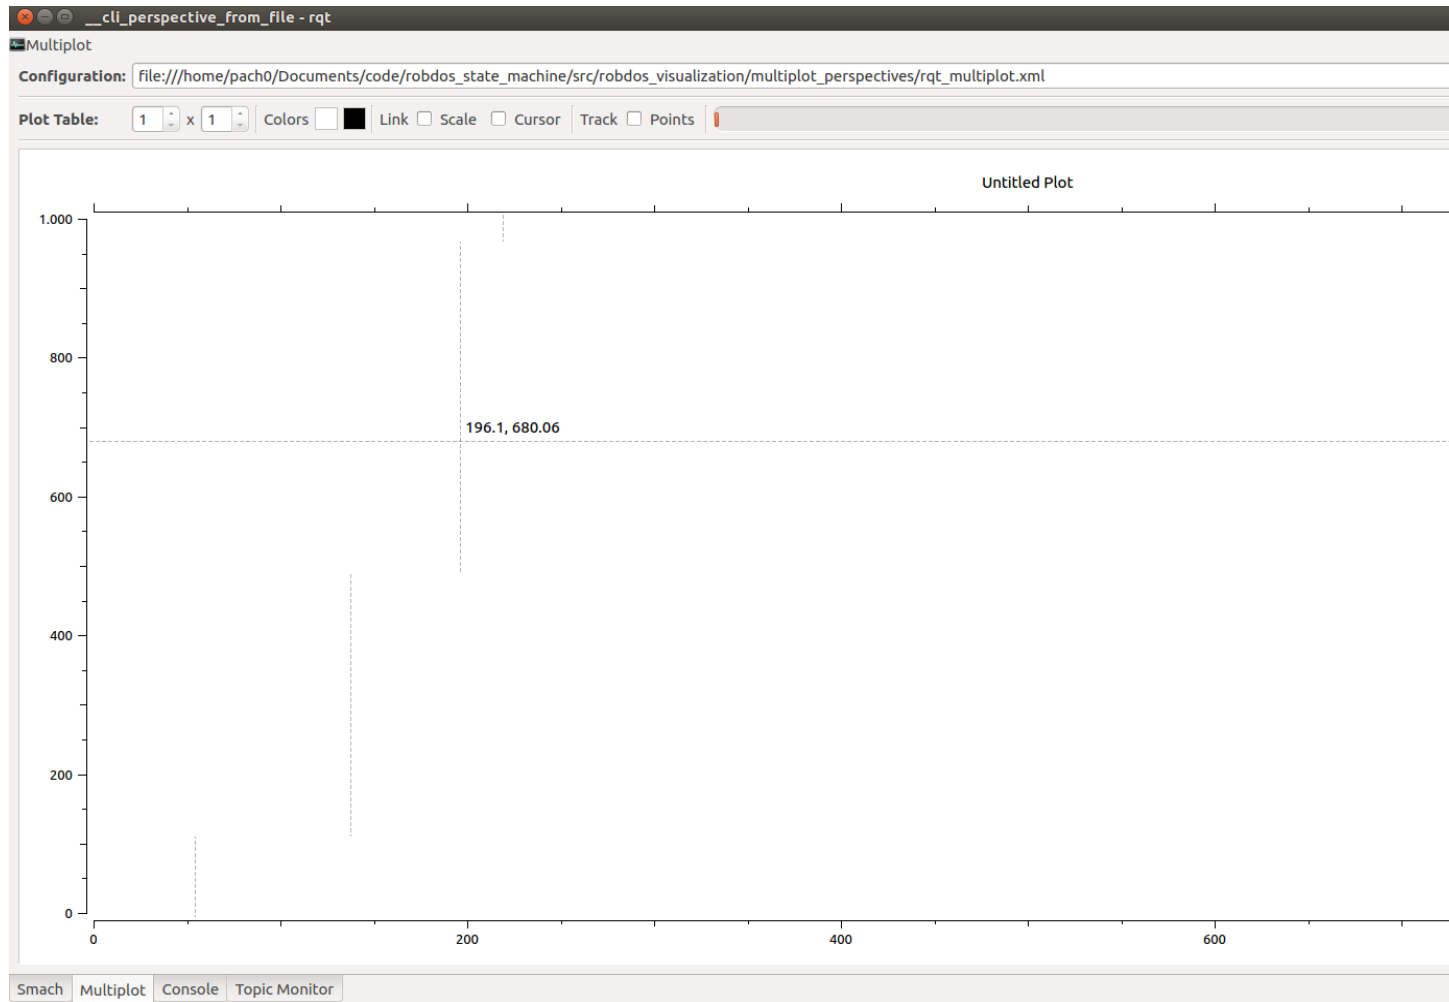 __cli_perspective_from_file - rqt
Multiplot
Configuration: file:///home/pach0/Documents/code/robdos_state_machine/src/robdos_visualization/multiplot_perspectives/rqt_multiplot.xml
Plot Table: 1 x 1 Colors Link Scale Cursor Track Points
Untitled Plot
1.000
800
196.1, 680.06
600
400
200
0
0 200 400 600
Smach Multiplot Console Topic Monitor